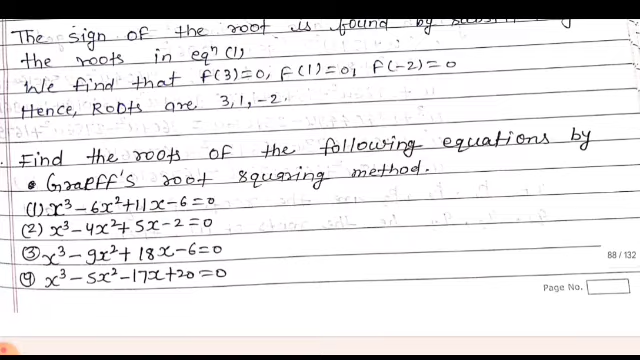 The sign of the root is found by
the roots in eqⁿ (1)
We find that f(3)=0, f(1)=0, f(-2)=0
Hence, Roots are 3, 1, -2.
Find the roots of the following equations by
• Graeff's root squaring method.
(1) x³ - 6x² + 11x - 6 = 0
(2) x³ - 4x² + 5x - 2 = 0
③ x³ - 9x² + 18x - 6 = 0
④ x³ - 5x² - 17x + 20 = 0
88 / 132
Page No.